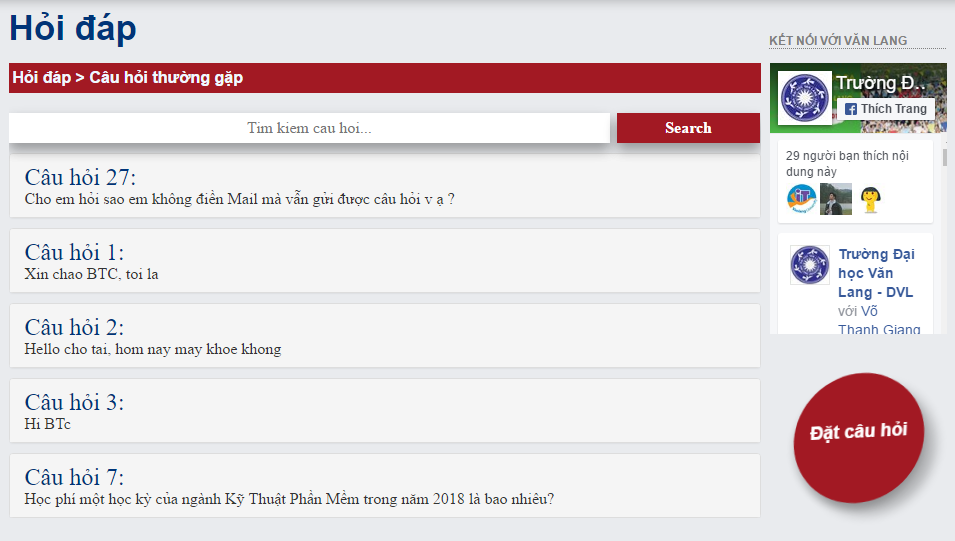 Hỏi đáp
Hỏi đáp > Câu hỏi thường gặp
Tim kiem cau hoi...
Search
Câu hỏi 27:
Cho em hỏi sao em không điền Mail mà vẫn gửi được câu hỏi v ạ ?
Câu hỏi 1:
Xin chao BTC, toi la
Câu hỏi 2:
Hello cho tai, hom nay may khoe khong
Câu hỏi 3:
Hi BTc
Câu hỏi 7:
Học phí một học kỳ của ngành Kỹ Thuật Phần Mềm trong năm 2018 là bao nhiêu?
KẾT NỐI VỚI VĂN LANG
Trường Đ..
Thích Trang
29 người bạn thích nội
dung này
iT
Trường Đại
học Văn
Lang - DVL
với Võ
Thanh Giang
Đặt câu hỏi